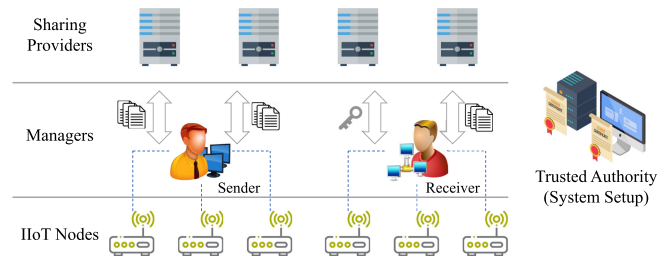 Sharing
Providers
Managers
Sender
Receiver
Trusted Authority
(System Setup)
IIoT Nodes